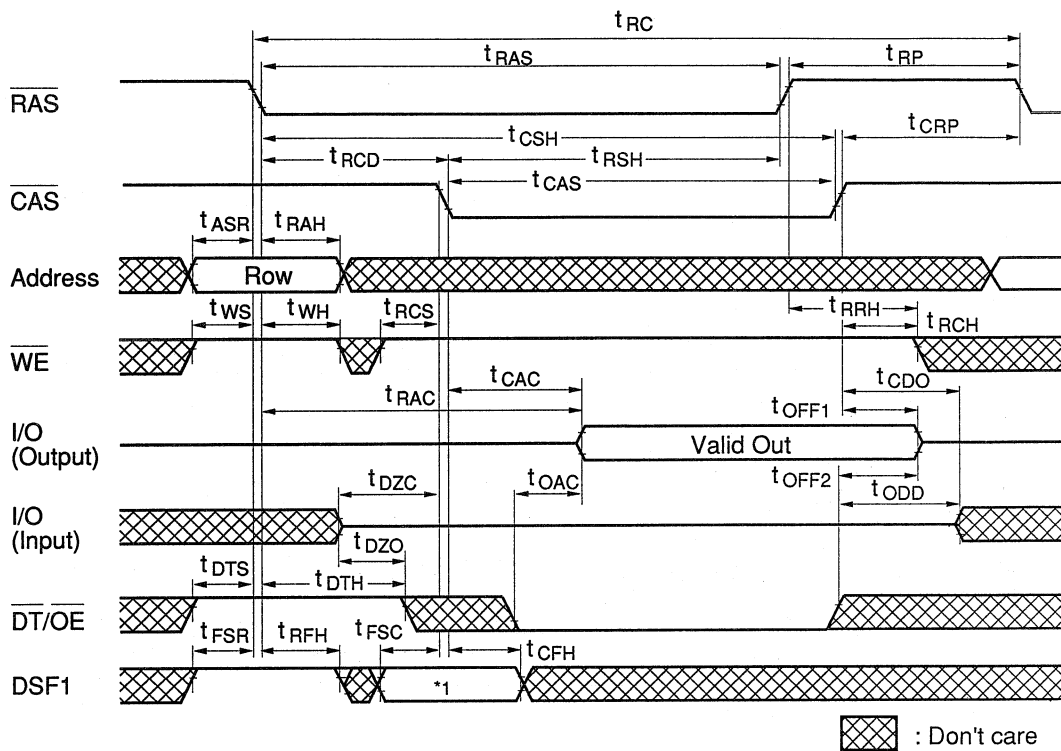 tRC
tRAS
tRP
RAS
tCSH
tCRP
tRCD
tRSH
tCAS
CAS
tASR
tRAH
Address
Row
tWS
tWH
tRCS
tRRH
tRCH
WE
tCAC
tCDO
tRAC
tOFF1
I/O
(Output)
Valid Out
tDZC
tOAC
tOFF2
tODD
I/O
(Input)
tDZO
tDTS
tDTH
DT/OE
tFSR
tRFH
tFSC
tCFH
DSF1
*1
: Don't care